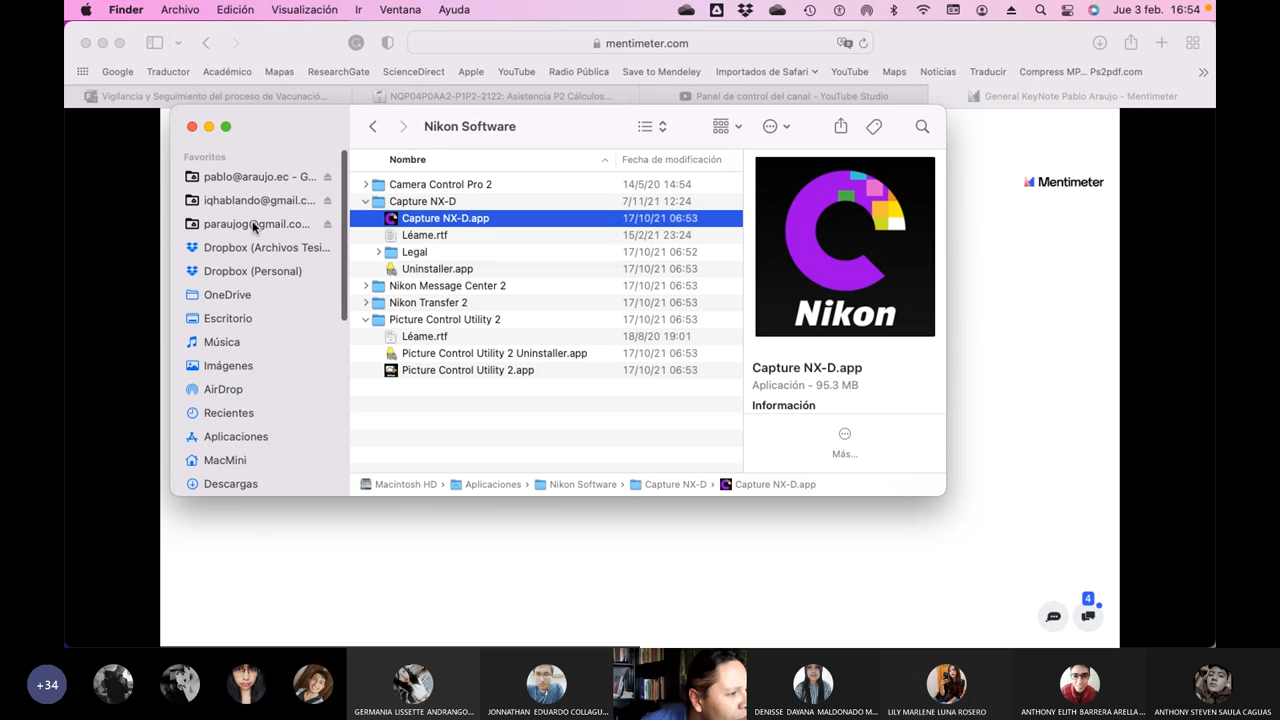 Finder Archivo Edición Visualización Ir Ventana Ayuda Jue 3 feb. 16:54
mentimeter.com
Google Traductor Académico Mapas ResearchGate ScienceDirect Apple YouTube Radio Pública Save to Mendeley Importados de Safari YouTube Maps Noticias Traducir Compress MP... Ps2pdf.com
Vigilancia y Seguimiento del proceso de Vacunació... NQP04P0AA2-P1P2-2122: Asistencia P2 Cálculos... Panel de control del canal - YouTube Studio General KeyNote Pablo Araujo - Mentimeter
Nikon Software
Favoritos
pablo@araujo.ec - G...
iqhablando@gmail.c...
paraujog@gmail.co...
Dropbox (Archivos Tesi...
Dropbox (Personal)
OneDrive
Escritorio
Música
Imágenes
AirDrop
Recientes
Aplicaciones
MacMini
Descargas
Nombre Fecha de modificación
Camera Control Pro 2 14/5/20 14:54
Capture NX-D 7/11/21 12:24
Capture NX-D.app 17/10/21 06:53
Léame.rtf 15/2/21 23:24
Legal 17/10/21 06:52
Uninstaller.app 17/10/21 06:53
Nikon Message Center 2 17/10/21 06:53
Nikon Transfer 2 17/10/21 06:53
Picture Control Utility 2 17/10/21 06:53
Léame.rtf 18/8/20 19:01
Picture Control Utility 2 Uninstaller.app 17/10/21 06:53
Picture Control Utility 2.app 17/10/21 06:53
Nikon
Capture NX-D.app
Aplicación - 95.3 MB
Información
Más...
Macintosh HD › Aplicaciones › Nikon Software › Capture NX-D › Capture NX-D.app
Mentimeter
4
+34
GERMANIA LISSETTE ANDRANGO... JONNATHAN EDUARDO COLLAGU... DENISSE DAYANA MALDONADO M... LILY MARLENE LUNA ROSERO ANTHONY ELITH BARRERA ARELLA... ANTHONY STEVEN SAULA CAGUAS